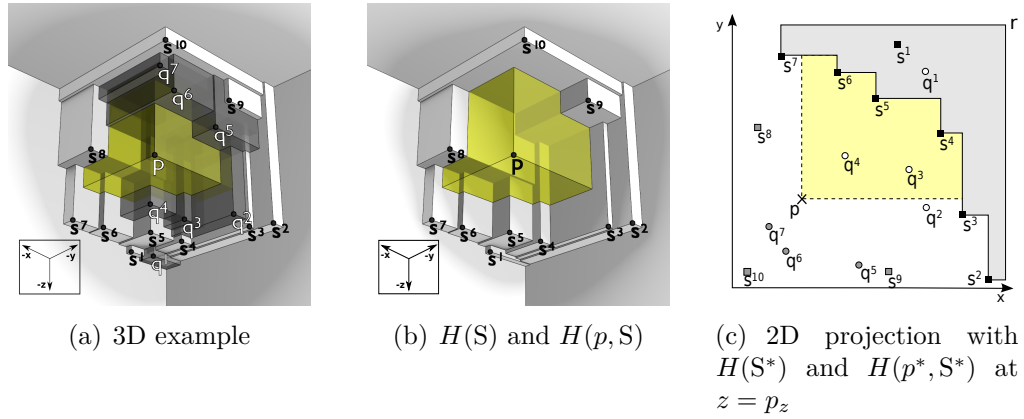 s¹⁰
q⁷
q⁶
s⁹
q⁵
s⁸
p
q⁴
q³
q²
s⁷
s⁶
s⁵
s⁴
s³
s²
s¹
q¹
-x
-y
-z
(a) 3D example
s¹⁰
s⁹
s⁸
p
s⁷
s⁶
s⁵
s⁴
s³
s²
s¹
-x
-y
-z
(b) H(S) and H(p, S)
y
r
s¹
s⁷
s⁶
q¹
s⁵
s⁸
s⁴
q⁴
q³
p
q²
s³
q⁷
q⁶
q⁵
s¹⁰
s⁹
s²
x
(c) 2D projection with
H(S*) and H(p*, S*) at
z = p_z